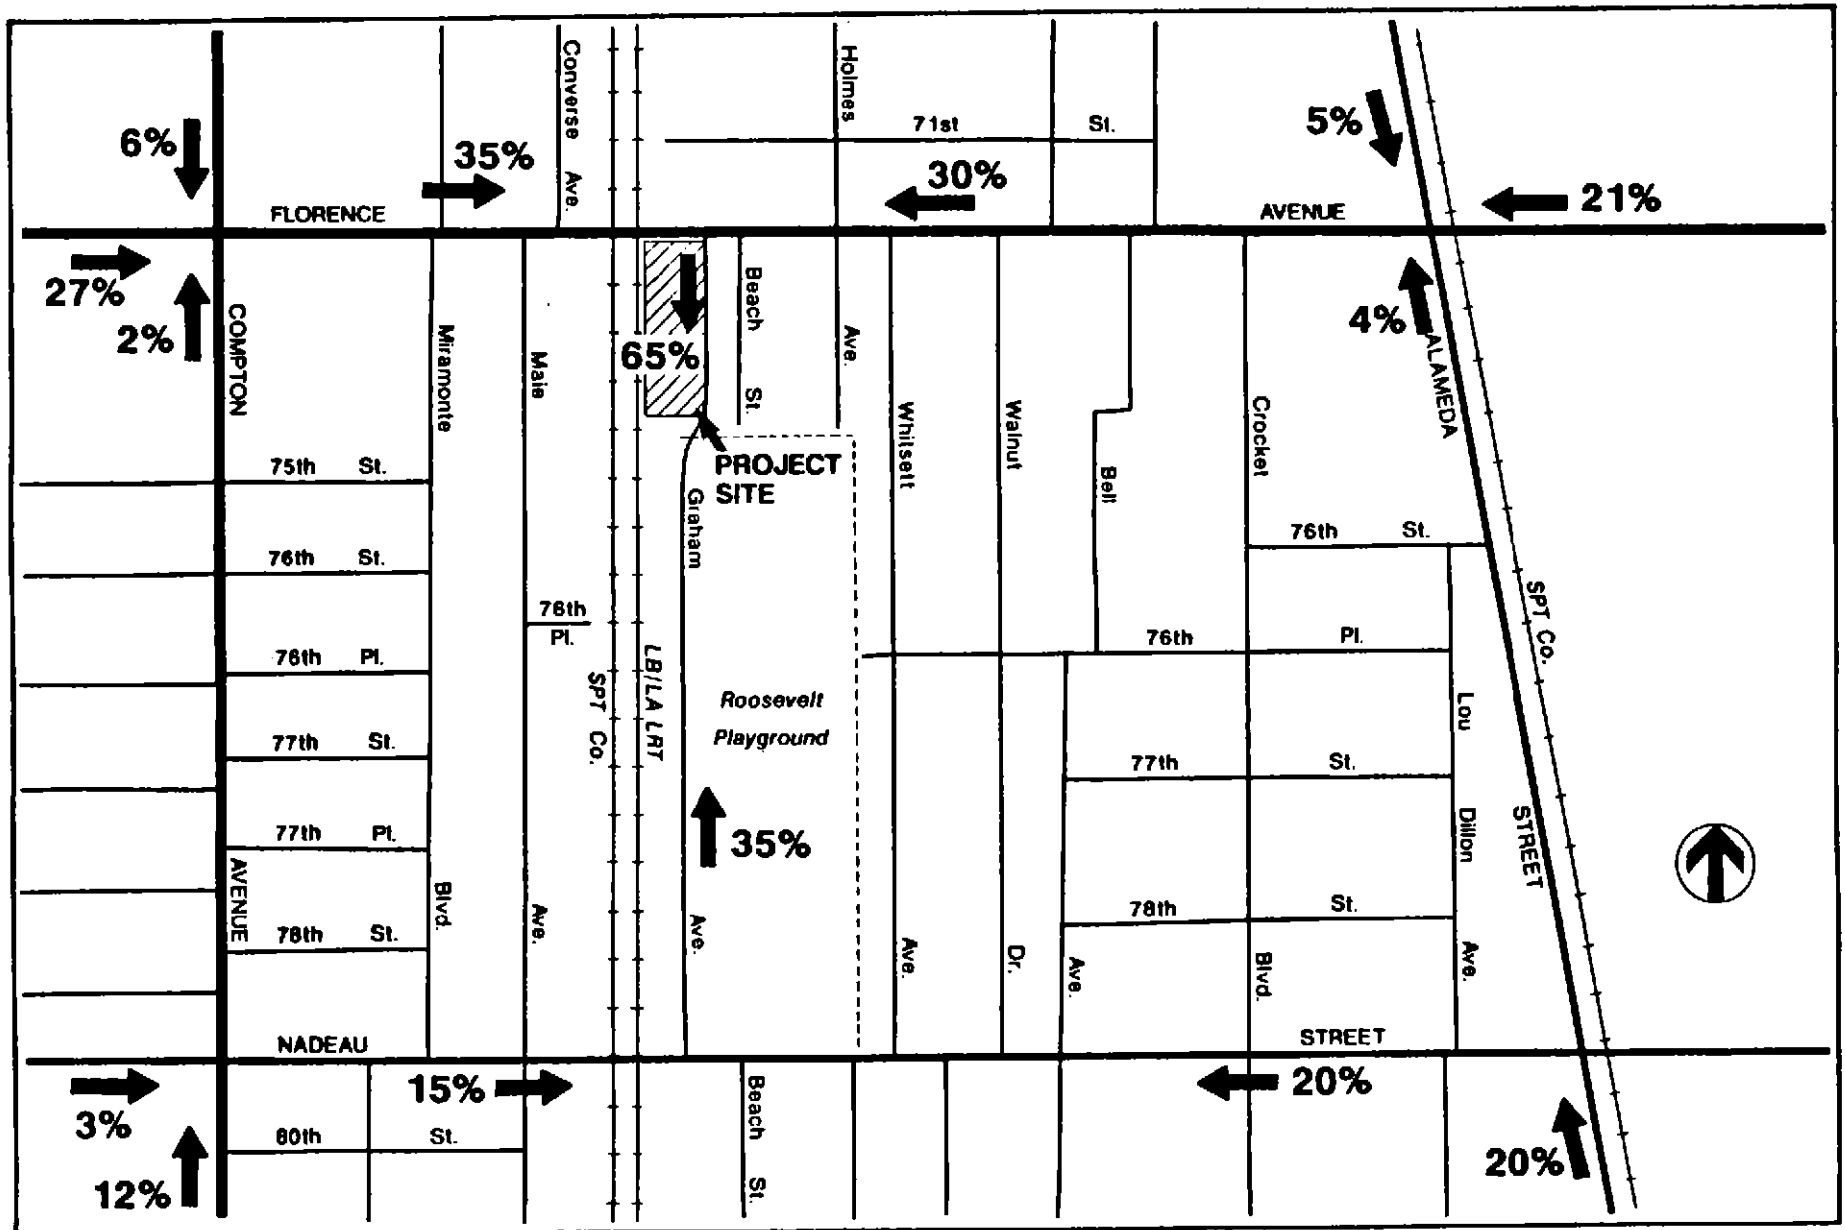 6%
35%
Converse Ave.
Holmes Ave.
71st St.
30%
5%
21%
FLORENCE AVENUE
27%
2%
COMPTON AVENUE
Miramonte Blvd.
Maie Ave.
65%
Beach St.
PROJECT
SITE
Graham Ave.
Whitsett Ave.
Walnut Dr.
Bell Ave.
Crocket Blvd.
4%
ALAMEDA STREET
SPT Co.
75th St.
76th St.
76th St.
76th
Pl.
76th Pl.
76th Pl.
SPT Co.
LB/LA LRT
Roosevelt
Playground
Lou Dillon Ave.
77th St.
77th St.
77th Pl.
35%
78th St.
78th St.
NADEAU STREET
3%
15%
20%
12%
80th St.
Beach St.
20%